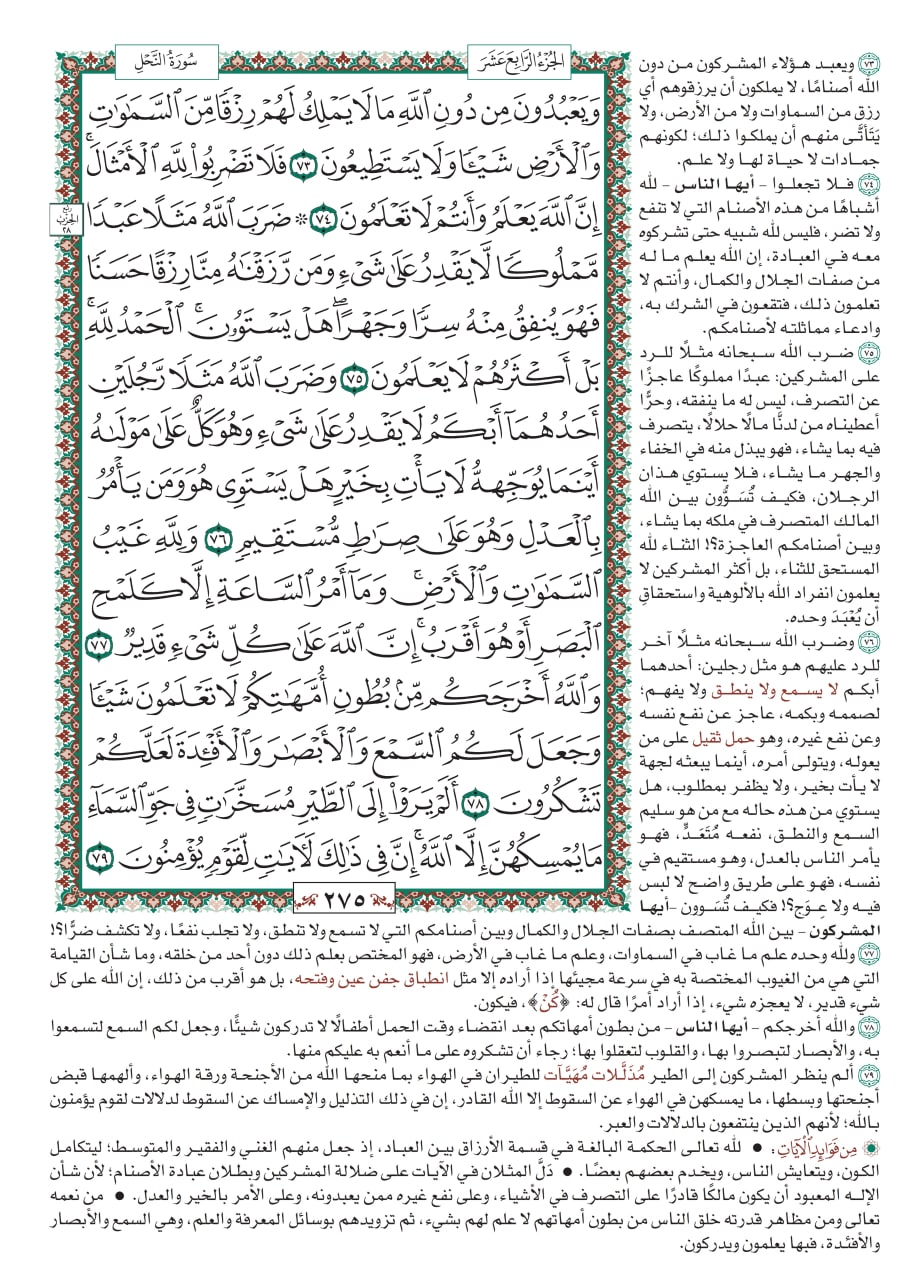 الجُزْءُ الرَّابِعَ عَشَرَ
سُورَةُ النَّحْلِ
وَيَعْبُدُونَ مِن دُونِ ٱللَّهِ مَا لَا يَمْلِكُ لَهُمْ رِزْقًا مِّنَ ٱلسَّمَٰوَٰتِ
وَٱلْأَرْضِ شَيْـًٔا وَلَا يَسْتَطِيعُونَ ٧٣ فَلَا تَضْرِبُوا۟ لِلَّهِ ٱلْأَمْثَالَ ۚ
إِنَّ ٱللَّهَ يَعْلَمُ وَأَنتُمْ لَا تَعْلَمُونَ ٧٤ ۞ ضَرَبَ ٱللَّهُ مَثَلًا عَبْدًا
مَّمْلُوكًا لَّا يَقْدِرُ عَلَىٰ شَىْءٍ وَمَن رَّزَقْنَٰهُ مِنَّا رِزْقًا حَسَنًا
فَهُوَ يُنفِقُ مِنْهُ سِرًّا وَجَهْرًا ۖ هَلْ يَسْتَوُۥنَ ۚ ٱلْحَمْدُ لِلَّهِ ۚ
بَلْ أَكْثَرُهُمْ لَا يَعْلَمُونَ ٧٥ وَضَرَبَ ٱللَّهُ مَثَلًا رَّجُلَيْنِ
أَحَدُهُمَآ أَبْكَمُ لَا يَقْدِرُ عَلَىٰ شَىْءٍ وَهُوَ كَلٌّ عَلَىٰ مَوْلَىٰهُ
أَيْنَمَا يُوَجِّههُّ لَا يَأْتِ بِخَيْرٍ هَلْ يَسْتَوِى هُوَ وَمَن يَأْمُرُ
بِٱلْعَدْلِ وَهُوَ عَلَىٰ صِرَٰطٍ مُّسْتَقِيمٍ ٧٦ وَلِلَّهِ غَيْبُ
ٱلسَّمَٰوَٰتِ وَٱلْأَرْضِ ۚ وَمَآ أَمْرُ ٱلسَّاعَةِ إِلَّا كَلَمْحِ
ٱلْبَصَرِ أَوْ هُوَ أَقْرَبُ ۚ إِنَّ ٱللَّهَ عَلَىٰ كُلِّ شَىْءٍ قَدِيرٌ ٧٧
وَٱللَّهُ أَخْرَجَكُم مِّنۢ بُطُونِ أُمَّهَٰتِكُمْ لَا تَعْلَمُونَ شَيْـًٔا
وَجَعَلَ لَكُمُ ٱلسَّمْعَ وَٱلْأَبْصَٰرَ وَٱلْأَفْـِٔدَةَ لَعَلَّكُمْ
تَشْكُرُونَ ٧٨ أَلَمْ يَرَوْا۟ إِلَى ٱلطَّيْرِ مُسَخَّرَٰتٍ فِى جَوِّ ٱلسَّمَآءِ
مَا يُمْسِكُهُنَّ إِلَّا ٱللَّهُ ۗ إِنَّ فِى ذَٰلِكَ لَءَايَٰتٍ لِّقَوْمٍ يُؤْمِنُونَ ٧٩
٢٧٥
ربع
الحزب
٢٨
٧٣ ويعبد هؤلاء المشركون من دون
الله أصنامًا، لا يملكون أن يرزقوهم أي
رزق من السماوات ولا من الأرض، ولا
يَتَأَتَّى منهم أن يملكوا ذلك؛ لكونهم
جمادات لا حياة لها ولا علم.
٧٤ فلا تجعلوا - أيها الناس - لله
أشباهًا من هذه الأصنام التي لا تنفع
ولا تضر، فليس لله شبيه حتى تشركوه
معه في العبادة، إن الله يعلم ما له
من صفات الجلال والكمال، وأنتم لا
تعلمون ذلك، فتقعون في الشرك به،
وادعاء مماثلته لأصنامكم.
٧٥ ضرب الله سبحانه مثلًا للرد
على المشركين: عبدًا مملوكًا عاجزًا
عن التصرف، ليس له ما ينفقه، وحرًّا
أعطيناه من لدنَّا مالًا حلالًا، يتصرف
فيه بما يشاء، فهو يبذل منه في الخفاء
والجهر ما يشاء، فلا يستوي هذان
الرجلان، فكيف تُسَوُّون بين الله
المالك المتصرف في ملكه بما يشاء،
وبين أصنامكم العاجزة؟! الثناء لله
المستحق للثناء، بل أكثر المشركين لا
يعلمون انفراد الله بالألوهية واستحقاق
أن يُعْبَدَ وحده.
٧٦ وضرب الله سبحانه مثلًا آخر
للرد عليهم هو مثل رجلين: أحدهما
أبكم لا يسمع ولا ينطق ولا يفهم؛
لصممه وبكمه، عاجز عن نفع نفسه
وعن نفع غيره، وهو حمل ثقيل على من
يعوله، ويتولى أمره، أينما يبعثه لجهة
لا يأت بخير، ولا يظفر بمطلوب، هل
يستوي من هذه حاله مع من هو سليم
السمع والنطق، نفعه مُتَعَدٍّ، فهو
يأمر الناس بالعدل، وهو مستقيم في
نفسه، فهو على طريق واضح لا لبس
فيه ولا عِوَج؟! فكيف تُسَوون -أيها
المشركون - بين الله المتصف بصفات الجلال والكمال وبين أصنامكم التي لا تسمع ولا تنطق، ولا تجلب نفعًا، ولا تكشف ضرًّا؟!
٧٧ ولله وحده علم ما غاب في السماوات، وعلم ما غاب في الأرض، فهو المختص بعلم ذلك دون أحد من خلقه، وما شأن القيامة
التي هي من الغيوب المختصة به في سرعة مجيئها إذا أراده إلا مثل انطباق جفن عين وفتحه، بل هو أقرب من ذلك، إن الله على كل
شيء قدير، لا يعجزه شيء، إذا أراد أمرًا قال له: ﴿كُنْ﴾، فيكون.
٧٨ والله أخرجكم - أيها الناس - من بطون أمهاتكم بعد انقضاء وقت الحمل أطفالًا لا تدركون شيئًا، وجعل لكم السمع لتسمعوا
به، والأبصار لتبصروا بها، والقلوب لتعقلوا بها؛ رجاء أن تشكروه على ما أنعم به عليكم منها.
٧٩ ألم ينظر المشركون إلى الطير مُذَلَّلات مُهَيَّآت للطيران في الهواء بما منحها الله من الأجنحة ورقة الهواء، وألهمها قبض
أجنحتها وبسطها، ما يمسكهن في الهواء عن السقوط إلا الله القادر، إن في ذلك التذليل والإمساك عن السقوط لدلالات لقوم يؤمنون
بالله؛ لأنهم الذين ينتفعون بالدلالات والعبر.
مِن فَوَائِدِ الآيَاتِ. • لله تعالى الحكمة البالغة في قسمة الأرزاق بين العباد، إذ جعل منهم الغني والفقير والمتوسط؛ ليتكامل
الكون، ويتعايش الناس، ويخدم بعضهم بعضًا. • دَلَّ المثلان في الآيات على ضلالة المشركين وبطلان عبادة الأصنام؛ لأن شأن
الإله المعبود أن يكون مالكًا قادرًا على التصرف في الأشياء، وعلى نفع غيره ممن يعبدونه، وعلى الأمر بالخير والعدل. • من نعمه
تعالى ومن مظاهر قدرته خلق الناس من بطون أمهاتهم لا علم لهم بشيء، ثم تزويدهم بوسائل المعرفة والعلم، وهي السمع والأبصار
والأفئدة، فبها يعلمون ويدركون.